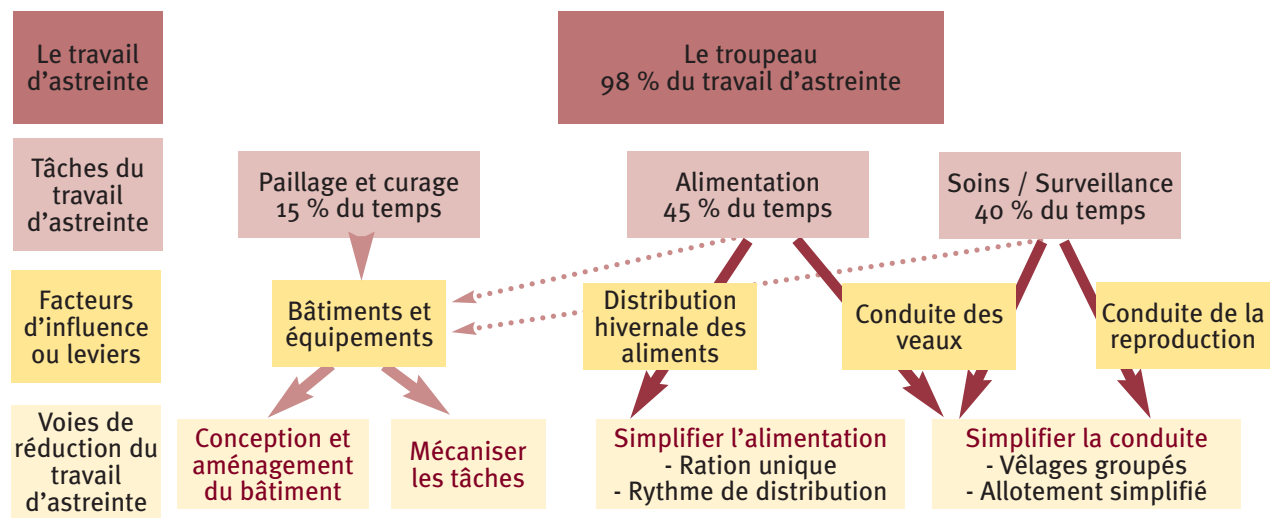 Le travail
d'astreinte
Le troupeau
98 % du travail d'astreinte
Tâches du
travail
d'astreinte
Paillage et curage
15 % du temps
Alimentation
45 % du temps
Soins / Surveillance
40 % du temps
Facteurs
d'influence
ou leviers
Bâtiments et
équipements
Distribution
hivernale des
aliments
Conduite des
veaux
Conduite de la
reproduction
Voies de
réduction du
travail
d'astreinte
Conception et
aménagement
du bâtiment
Mécaniser
les tâches
Simplifier l'alimentation
- Ration unique
- Rythme de distribution
Simplifier la conduite
- Vêlages groupés
- Allotement simplifié